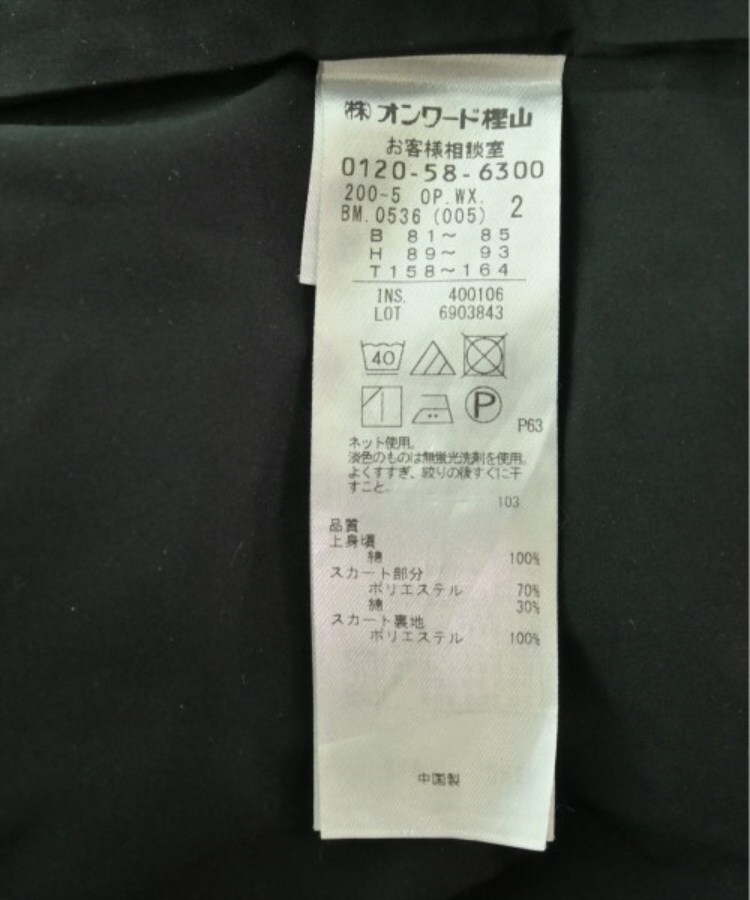 ㈱オンワード樫山
お客様相談室
0120-58-6300
200-5 OP.WX.
BM.0536 (005) 2
B 81～ 85
H 89～ 93
T158～164
INS. 400106
LOT 6903843
40
P
P63
ネット使用。
淡色のものは無蛍光洗剤を使用。
よくすすぎ、絞りの後すぐに干
すこと。
103
品質
上身頃
綿 100%
スカート部分
ポリエステル 70%
綿 30%
スカート裏地
ポリエステル 100%
中国製